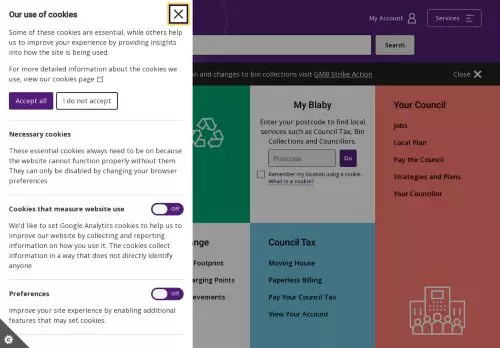 Our use of cookies
Some of these cookies are essential, while others help
us to improve your experience by providing insights
into how the site is being used.
For more detailed information about the cookies we
use, view our cookies page
Accept all
I do not accept
Necessary cookies
These essential cookies always need to be on because
the website cannot function properly without them.
They can only be disabled by changing your browser
preferences
Cookies that measure website use
Off
We'd like to set Google Analytics cookies to help us to
improve our website by collecting and reporting
information on how you use it. The cookies collect
information in a way that does not directly identify
anyone
Preferences
Off
Improve your site experience by enabling additional
features that may set cookies.
My Account
Services
Search
on and changes to bin collections visit GMB Strike Action
Close
My Blaby
Enter your postcode to find local
services such as Council Tax, Bin
Collections and Councillors.
Postcode
Go
Remember my location using a cookie.
What is a cookie?
Your Council
Jobs
Local Plan
Pay the Council
Strategies and Plans
Your Councillor
nge
Footprint
rging Points
evements
Council Tax
Moving House
Paperless Billing
Pay Your Council Tax
View Your Account